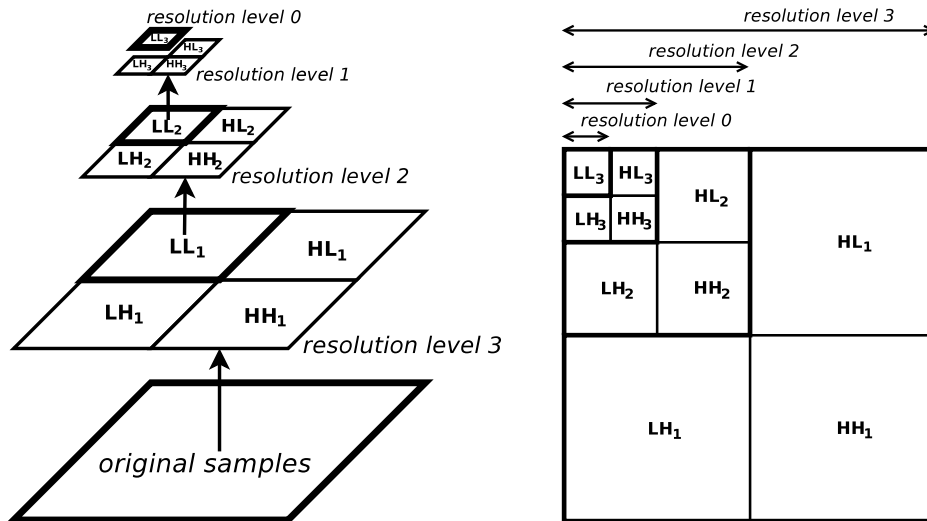 resolution level 0
LL3
HL3
LH3 HH3
resolution level 1
LL2 HL2
LH2 HH2
resolution level 2
LL1 HL1
LH1 HH1
resolution level 3
original samples
resolution level 3
resolution level 2
resolution level 1
resolution level 0
LL3 HL3
LH3 HH3
HL2
LH2 HH2
HL1
LH1 HH1